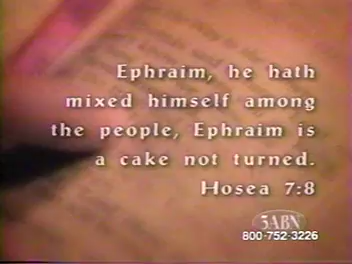 Ephraim, he hath
mixed himself among
the people, Ephraim is
a cake not turned.
Hosea 7:8
3ABN
800-752-3226